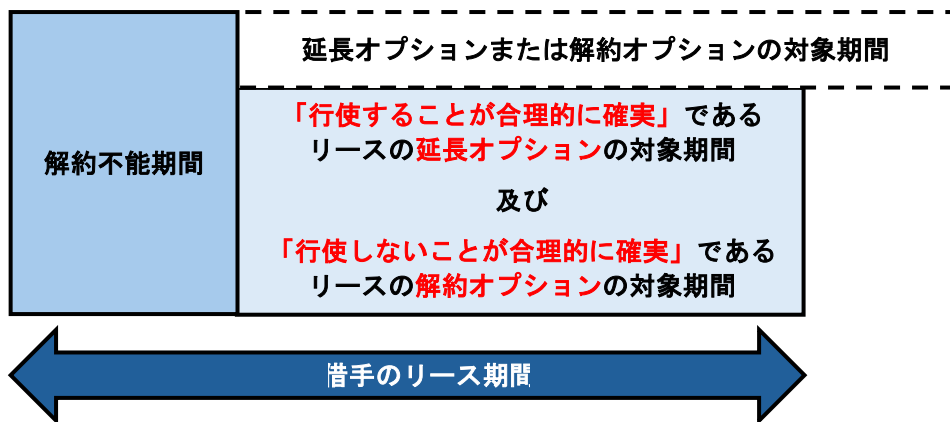 延長オプションまたは解約オプションの対象期間
解約不能期間
「行使することが合理的に確実」である
リースの延長オプションの対象期間
及び
「行使しないことが合理的に確実」である
リースの解約オプションの対象期間
借手のリース期間